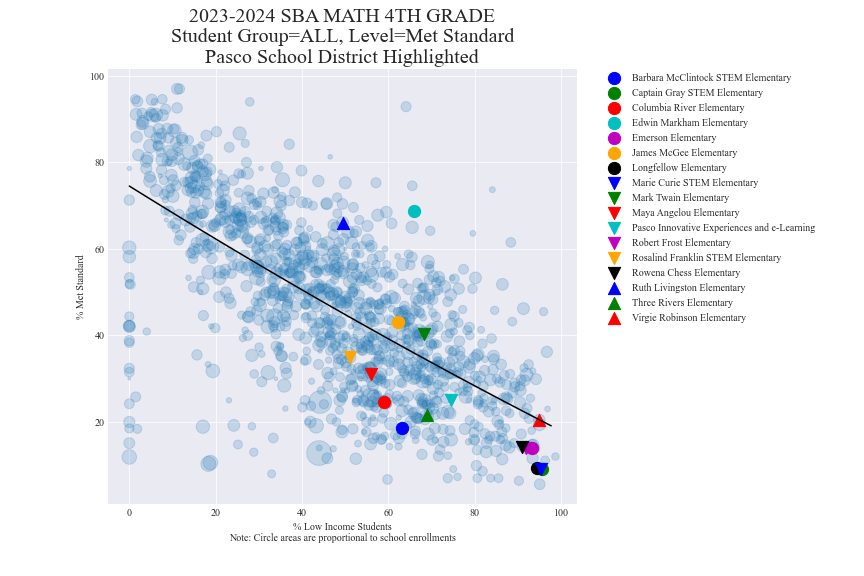 2023-2024 SBA MATH 4TH GRADE
Student Group=ALL, Level=Met Standard
Pasco School District Highlighted
100
80
60
40
20
% Met Standard
0
20
40
60
80
100
% Low Income Students
Note: Circle areas are proportional to school enrollments
Barbara McClintock STEM Elementary
Captain Gray STEM Elementary
Columbia River Elementary
Edwin Markham Elementary
Emerson Elementary
James McGee Elementary
Longfellow Elementary
Marie Curie STEM Elementary
Mark Twain Elementary
Maya Angelou Elementary
Pasco Innovative Experiences and e-Learning
Robert Frost Elementary
Rosalind Franklin STEM Elementary
Rowena Chess Elementary
Ruth Livingston Elementary
Three Rivers Elementary
Virgie Robinson Elementary